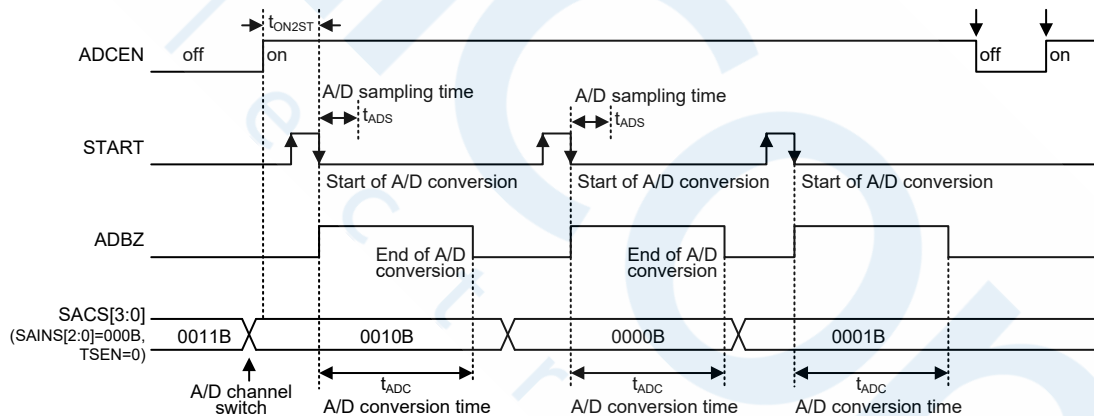 tON2ST
ADCEN
off
on
off
on
A/D sampling time
tADS
A/D sampling time
tADS
START
Start of A/D conversion
Start of A/D conversion
Start of A/D conversion
ADBZ
End of A/D
conversion
End of A/D
conversion
SACS[3:0]
(SAINS[2:0]=000B,
TSEN=0)
0011B
0010B
0000B
0001B
A/D channel
switch
tADC
A/D conversion time
tADC
A/D conversion time
tADC
A/D conversion time